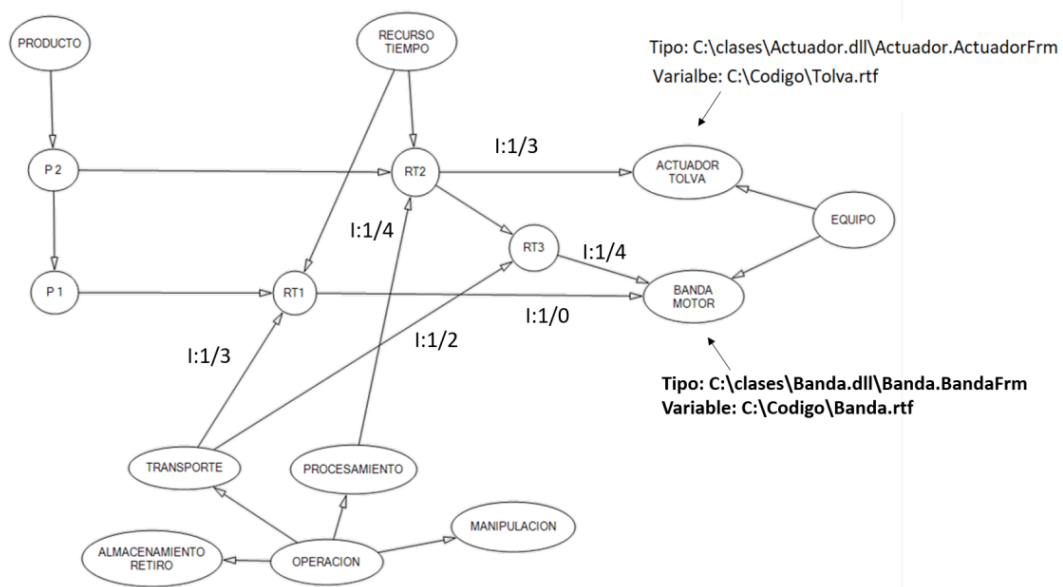 PRODUCTO
RECURSO
TIEMPO
Tipo: C:\clases\Actuador.dll\Actuador.ActuadorFrm
Varialbe: C:\Codigo\Tolva.rtf
I:1/3
P 2
RT2
ACTUADOR
TOLVA
EQUIPO
I:1/4
RT3
I:1/4
P 1
RT1
BANDA
MOTOR
I:1/0
I:1/2
I:1/3
Tipo: C:\clases\Banda.dll\Banda.BandaFrm
Variable: C:\Codigo\Banda.rtf
TRANSPORTE
PROCESAMIENTO
MANIPULACION
ALMACENAMIENTO
RETIRO
OPERACION